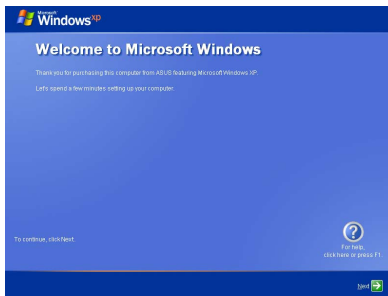 Microsoft
Windows xp
Welcome to Microsoft Windows
Thank you for purchasing this computer from ASUS featuring Microsoft Windows XP.
Let's spend a few minutes setting up your computer.
To continue, click Next.
For help,
click here or press F1.
Next